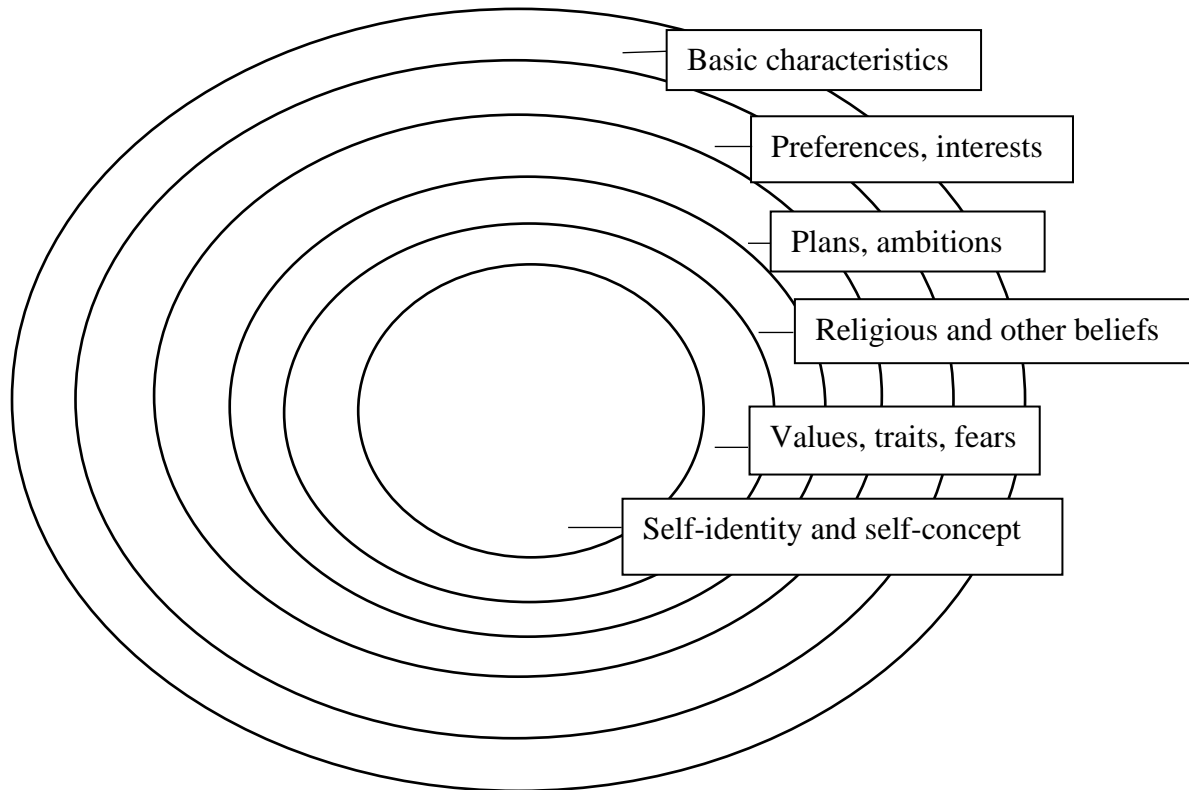 Basic characteristics
Preferences, interests
Plans, ambitions
Religious and other beliefs
Values, traits, fears
Self-identity and self-concept